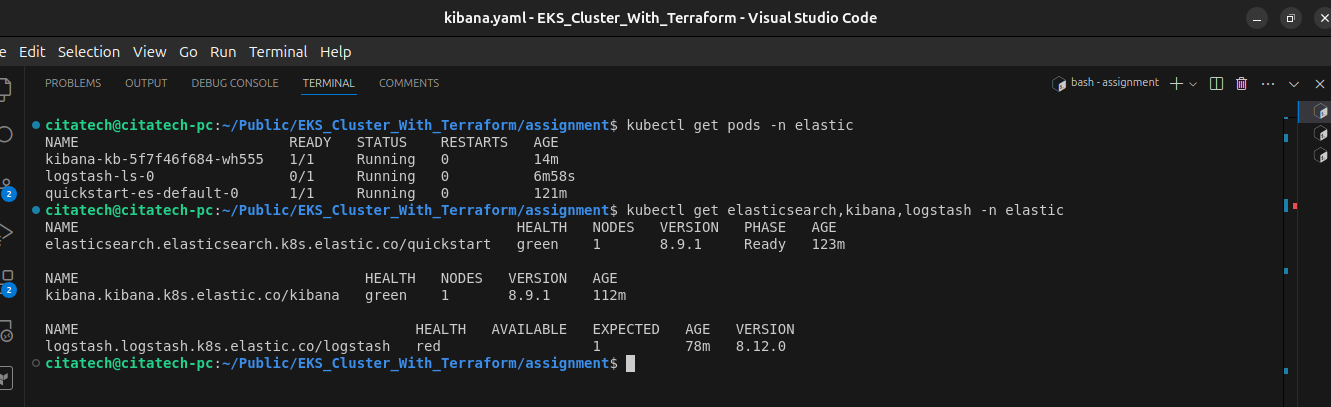 kibana.yaml - EKS_Cluster_With_Terraform - Visual Studio Code
e Edit Selection View Go Run Terminal Help
PROBLEMS OUTPUT DEBUG CONSOLE TERMINAL COMMENTS bash - assignment
citatech@citatech-pc:~/Public/EKS_Cluster_With_Terraform/assignment$ kubectl get pods -n elastic
NAME READY STATUS RESTARTS AGE
kibana-kb-5f7f46f684-wh555 1/1 Running 0 14m
logstash-ls-0 0/1 Running 0 6m58s
quickstart-es-default-0 1/1 Running 0 121m
citatech@citatech-pc:~/Public/EKS_Cluster_With_Terraform/assignment$ kubectl get elasticsearch,kibana,logstash -n elastic
NAME HEALTH NODES VERSION PHASE AGE
elasticsearch.elasticsearch.k8s.elastic.co/quickstart green 1 8.9.1 Ready 123m
NAME HEALTH NODES VERSION AGE
kibana.kibana.k8s.elastic.co/kibana green 1 8.9.1 112m
NAME HEALTH AVAILABLE EXPECTED AGE VERSION
logstash.logstash.k8s.elastic.co/logstash red 1 78m 8.12.0
citatech@citatech-pc:~/Public/EKS_Cluster_With_Terraform/assignment$
2
2